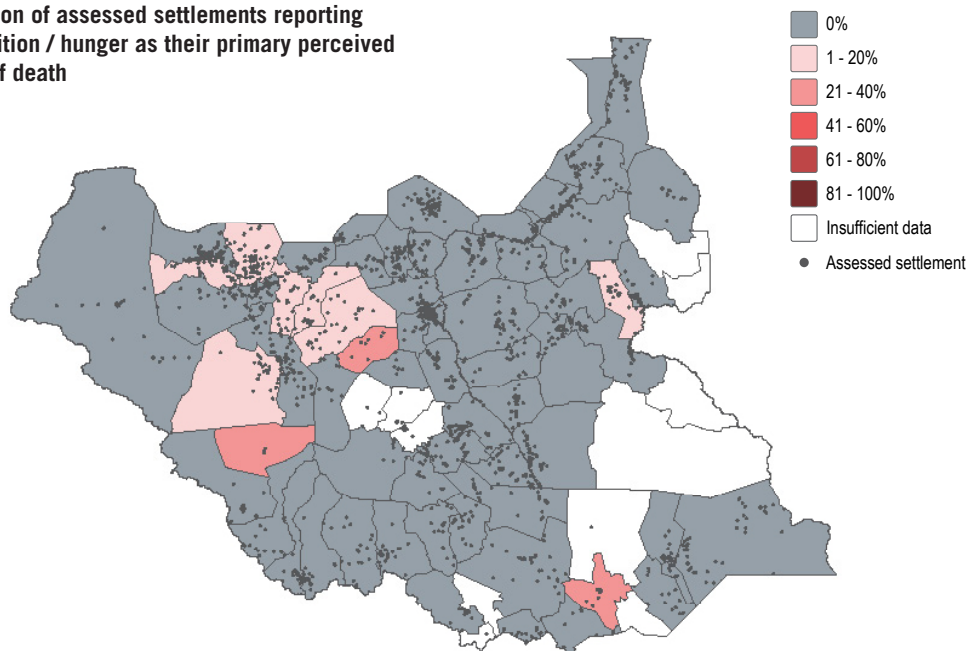 on of assessed settlements reporting
ition / hunger as their primary perceived
f death
0%
1 - 20%
21 - 40%
41 - 60%
61 - 80%
81 - 100%
Insufficient data
Assessed settlement